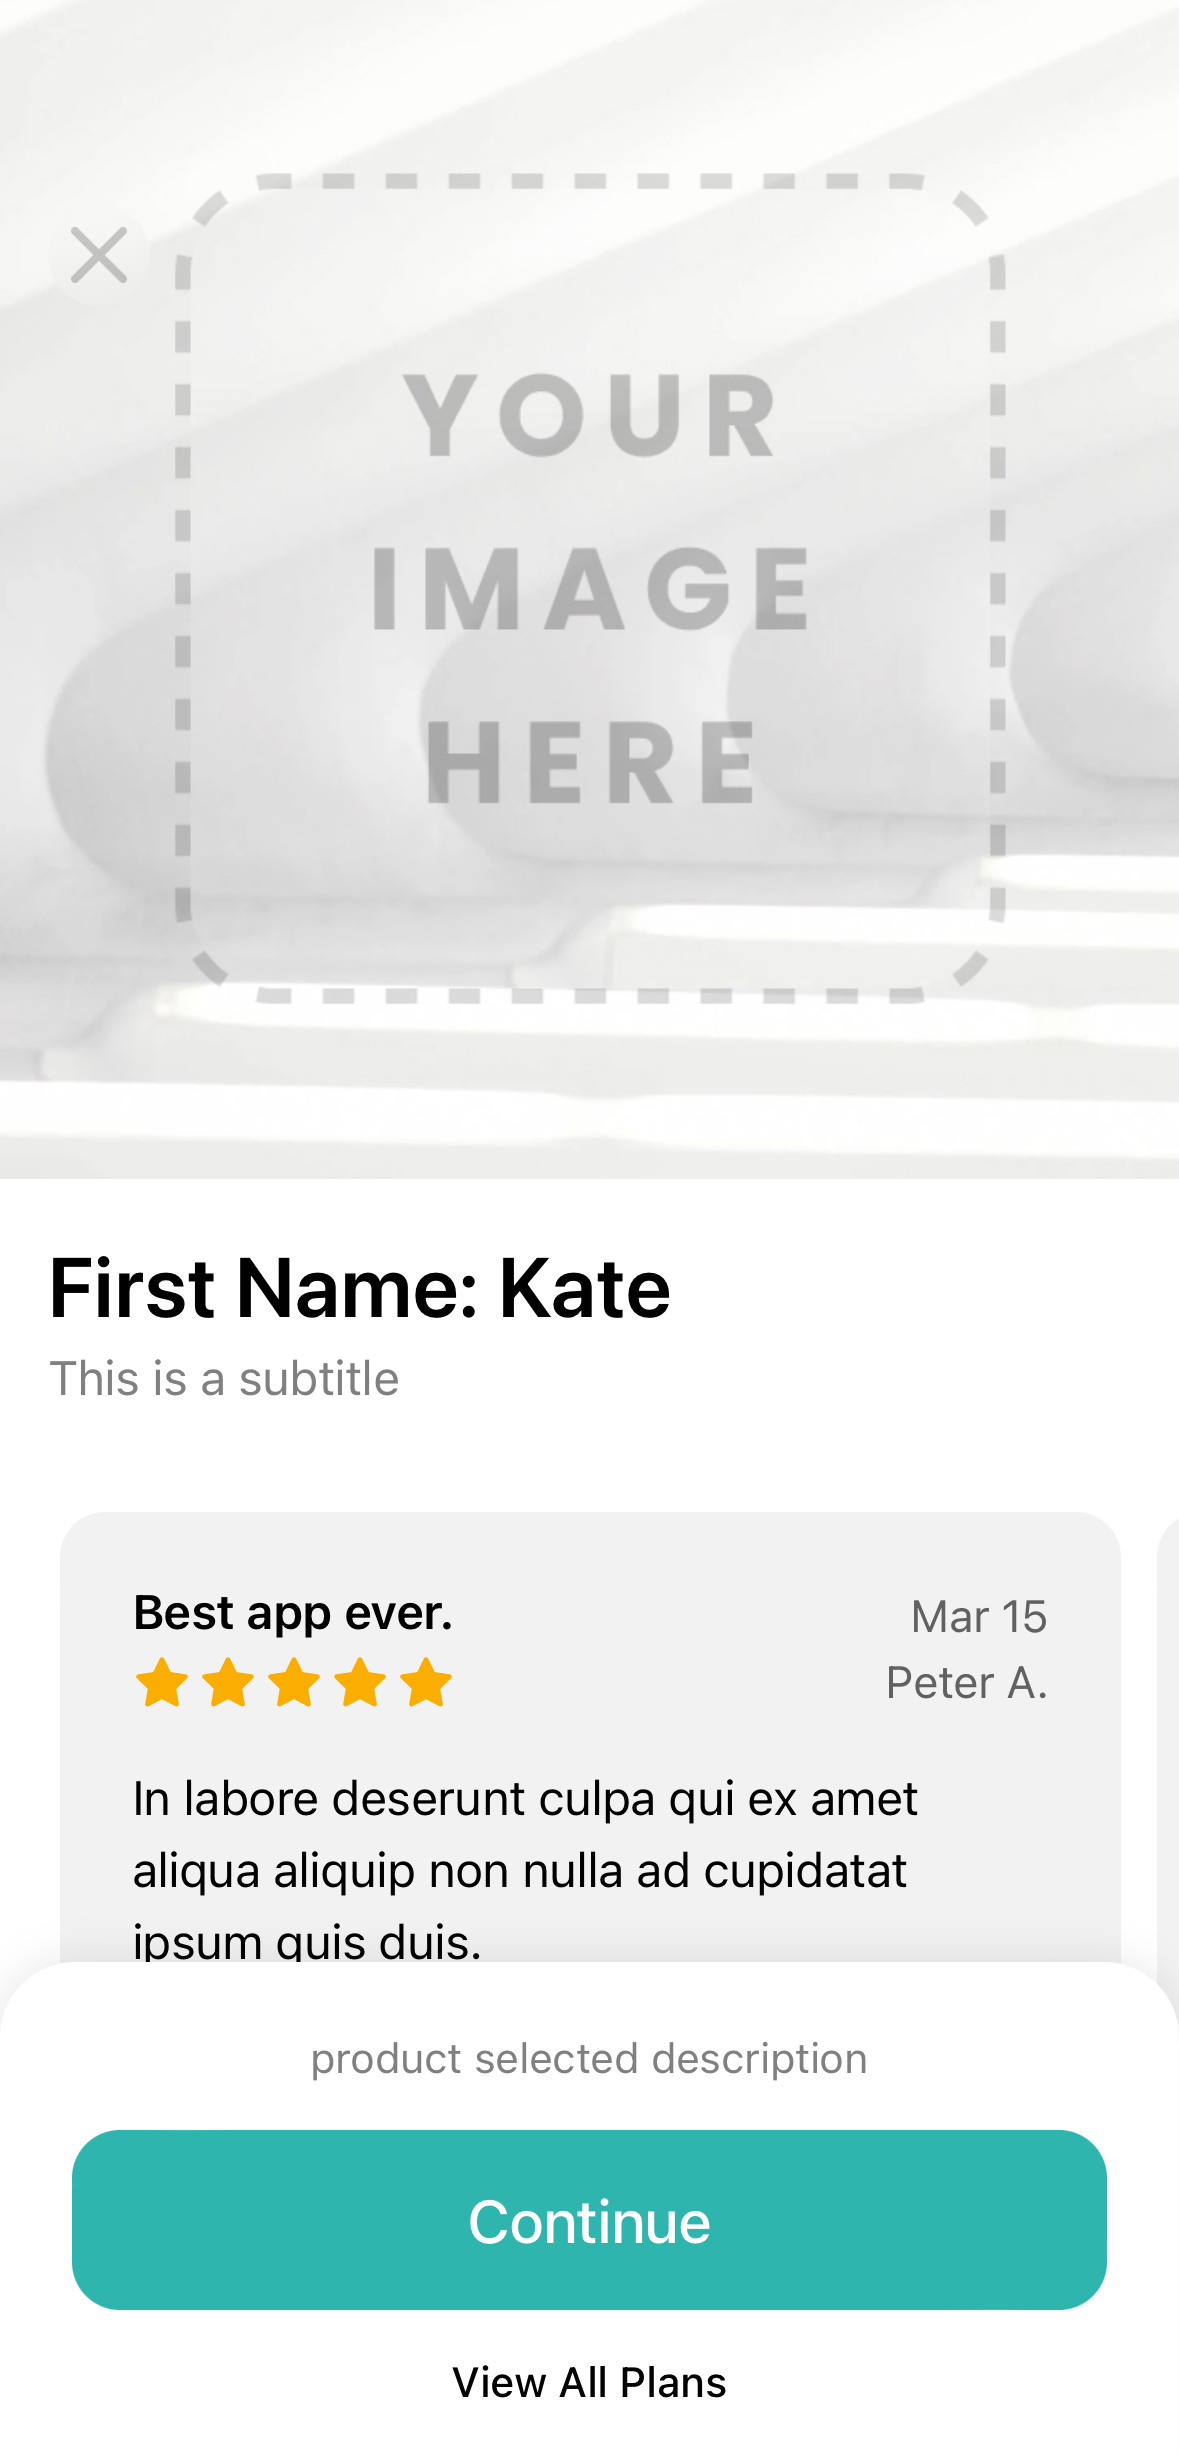 YOUR
IMAGE
HERE
First Name: Kate
This is a subtitle
Best app ever.
Mar 15
Peter A.
In labore deserunt culpa qui ex amet
aliqua aliquip non nulla ad cupidatat
ipsum quis duis.
product selected description
Continue
View All Plans